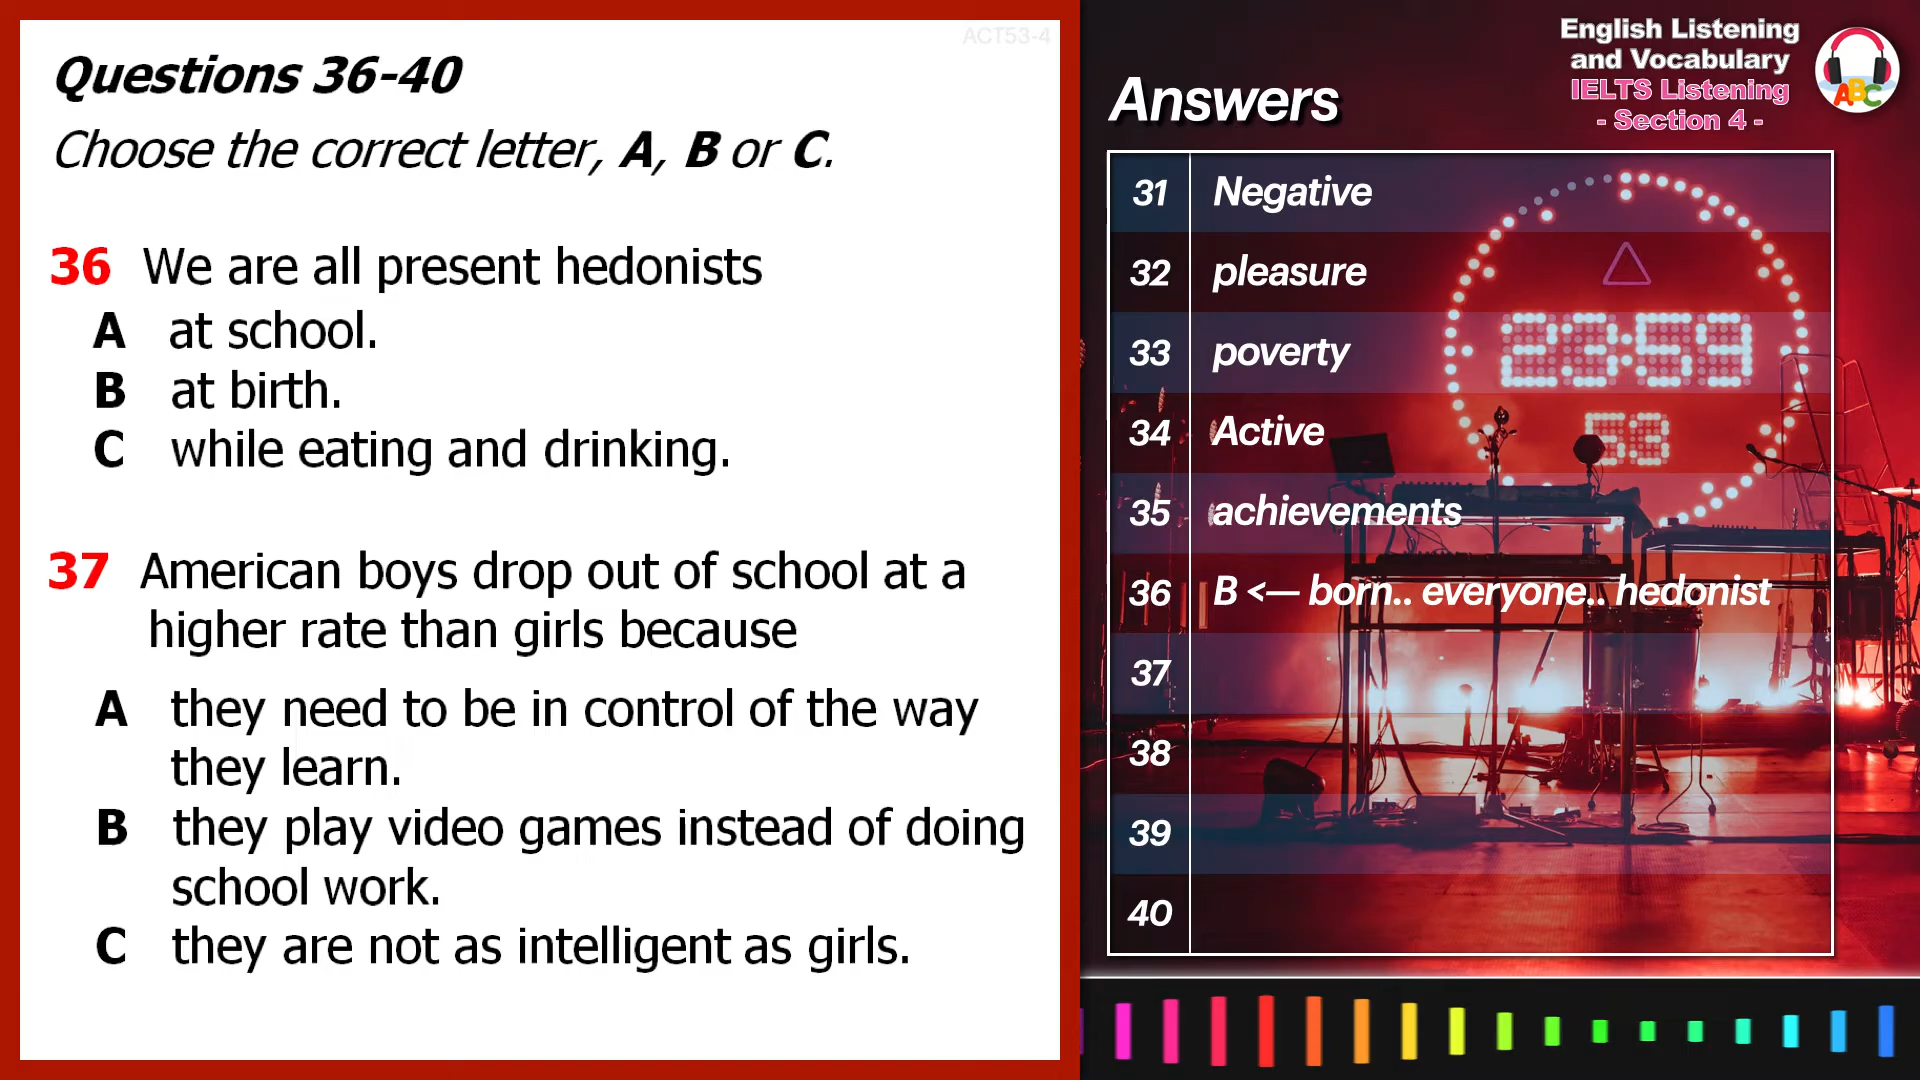 ACT53-4
Questions 36-40
Choose the correct letter, A, B or C.
36 We are all present hedonists
A at school.
B at birth.
C while eating and drinking.
37 American boys drop out of school at a
higher rate than girls because
A they need to be in control of the way
they learn.
B they play video games instead of doing
school work.
C they are not as intelligent as girls.
English Listening
and Vocabulary
IELTS Listening
- Section 4 -
ABC
Answers
31 Negative
32 pleasure
33 poverty
34 Active
35 achievements
36 B <— born.. everyone.. hedonist
37
38
39
40
23:59
53